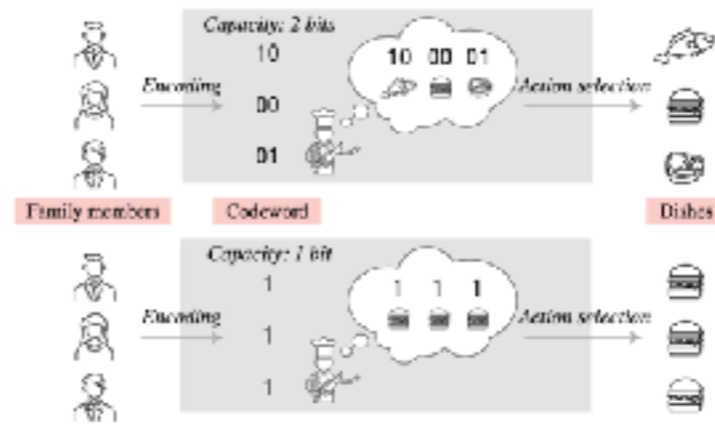 Capacity: 2 bits
10
10 00 01
Encoding
Action selection
00
01
Family members
Codeword
Dishes
Capacity: 1 bit
1
1 1 1
Encoding
Action selection
1
1